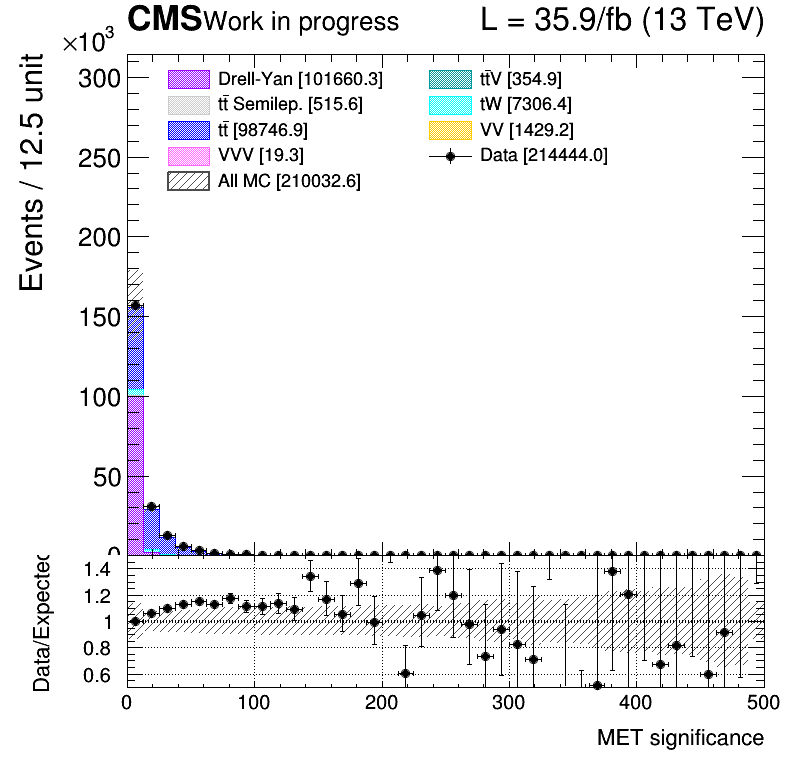 CMS Work in progress L = 35.9/fb (13 TeV)
×10³
Events / 12.5 unit
300
250
200
150
100
50
0
Drell-Yan [101660.3]
tt̄ Semilep. [515.6]
tt̄ [98746.9]
VVV [19.3]
All MC [210032.6]
tt̄V [354.9]
tW [7306.4]
VV [1429.2]
Data [214444.0]
Data/Expected
1.4
1.2
1
0.8
0.6
0 100 200 300 400 500
MET significance